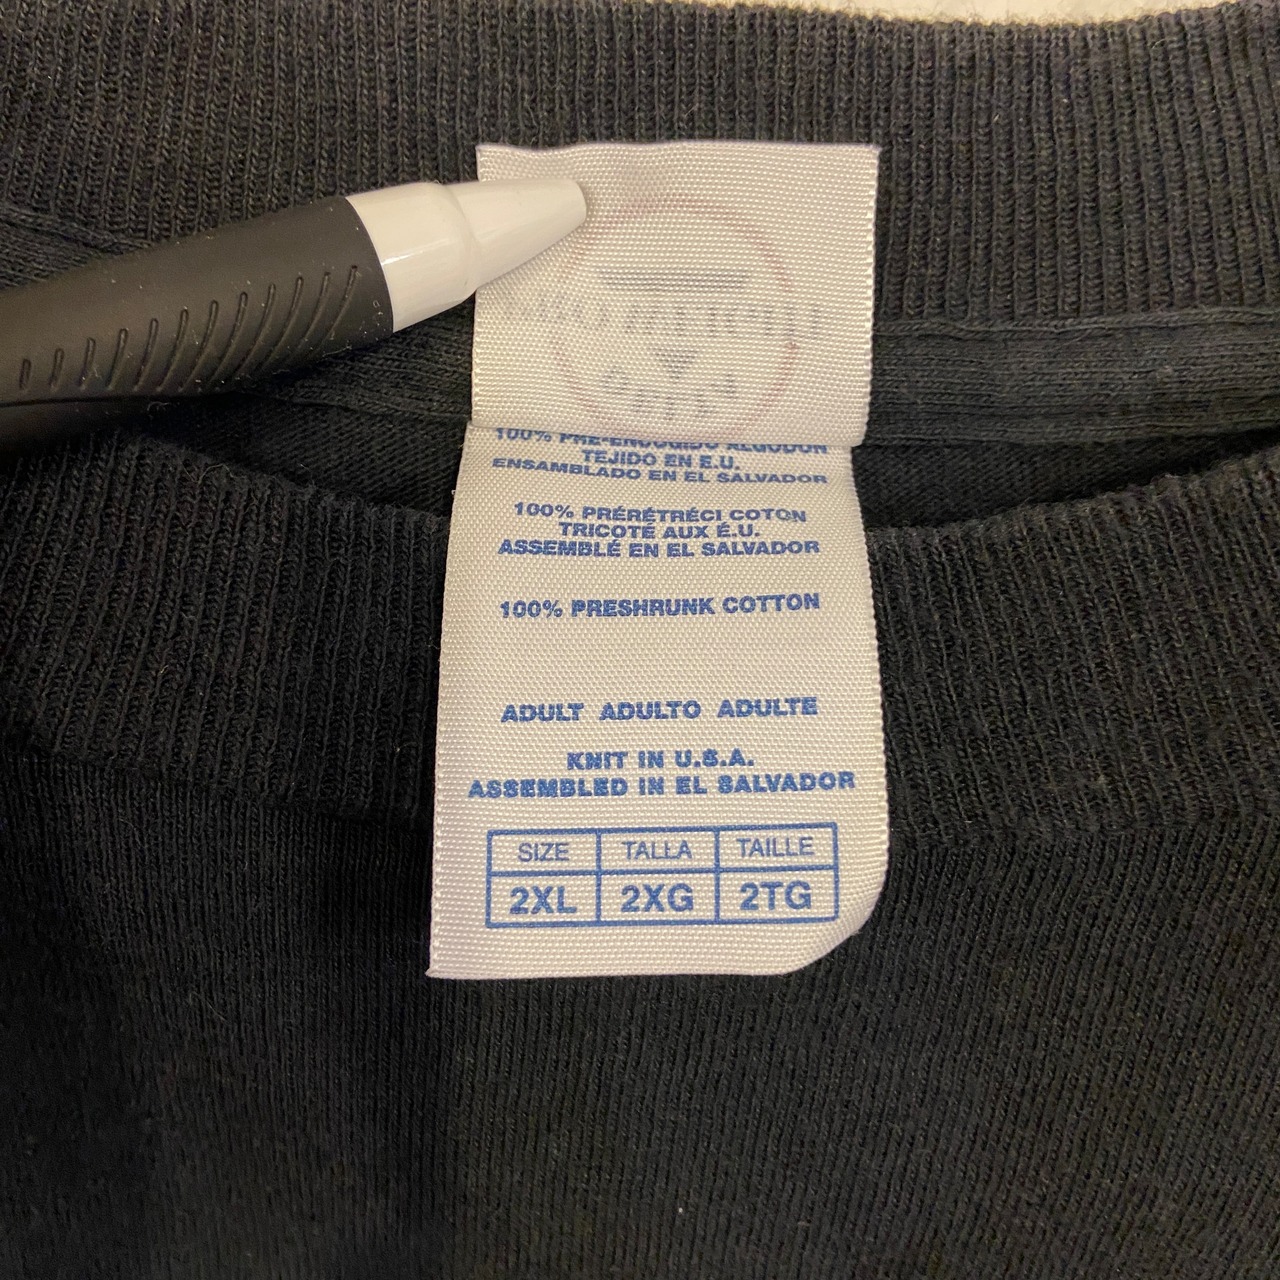 100% PRE-ENCOGIDO ALGODON
TEJIDO EN E.U.
ENSAMBLADO EN EL SALVADOR
100% PRÉRÉTRÉCI COTON
TRICOTÉ AUX É.U.
ASSEMBLÉ EN EL SALVADOR
100% PRESHRUNK COTTON
ADULT ADULTO ADULTE
KNIT IN U.S.A.
ASSEMBLED IN EL SALVADOR
SIZE TALLA TAILLE
2XL 2XG 2TG